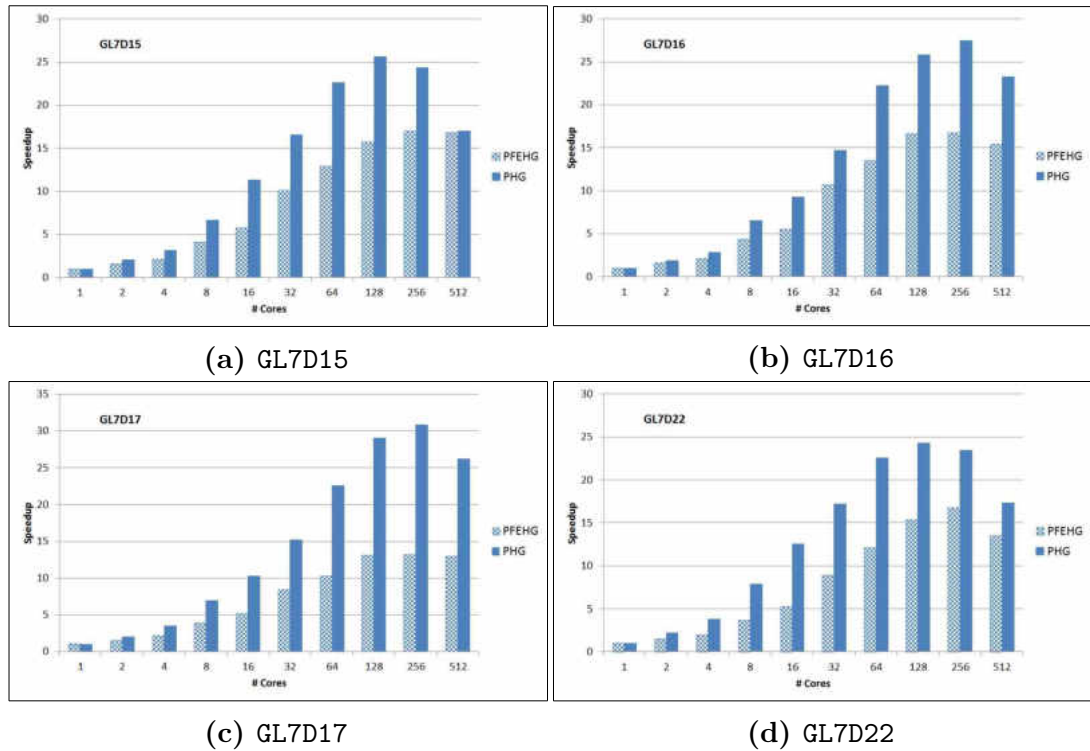 GL7D15
30
25
20
15
10
5
0
Speedup
1 2 4 8 16 32 64 128 256 512
# Cores
PFEHG
PHG
(a) GL7D15
GL7D16
30
25
20
15
10
5
0
Speedup
1 2 4 8 16 32 64 128 256 512
# Cores
PFEHG
PHG
(b) GL7D16
GL7D17
35
30
25
20
15
10
5
0
Speedup
1 2 4 8 16 32 64 128 256 512
# Cores
PFEHG
PHG
(c) GL7D17
GL7D22
30
25
20
15
10
5
0
Speedup
1 2 4 8 16 32 64 128 256 512
# Cores
PFEHG
PHG
(d) GL7D22